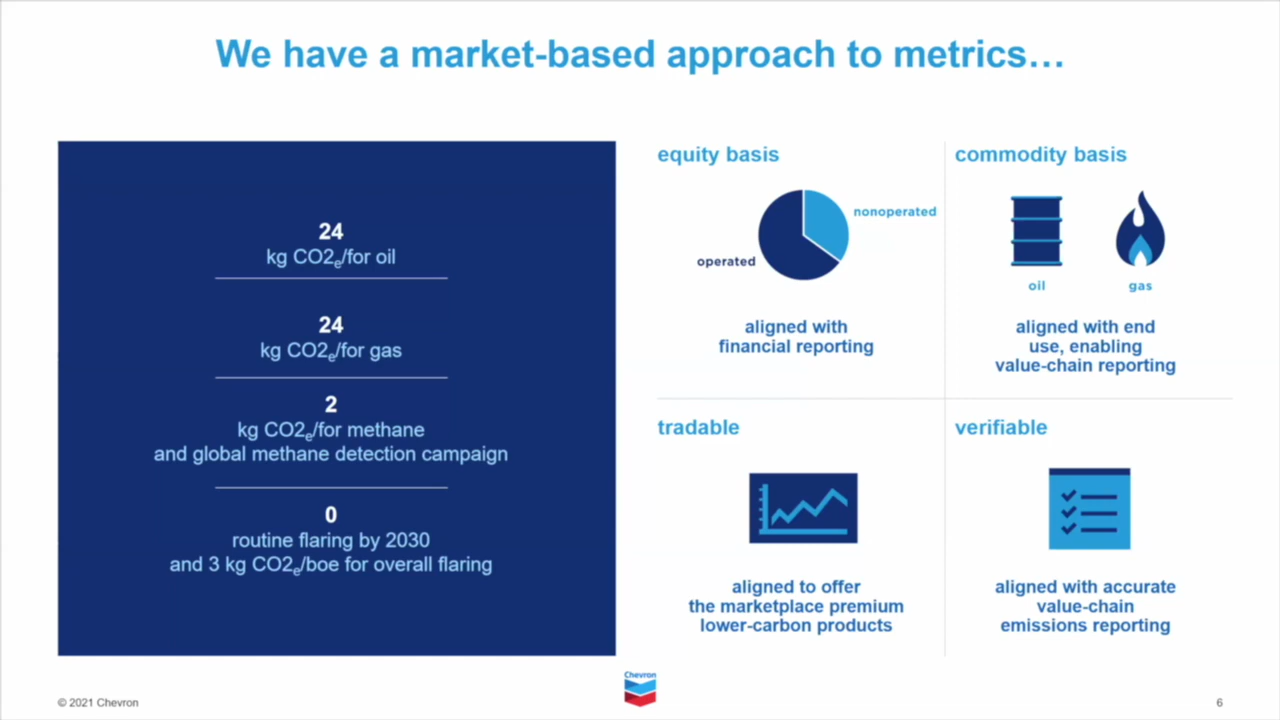 We have a market-based approach to metrics…
24
kg CO2e/for oil
24
kg CO2e/for gas
2
kg CO2e/for methane
and global methane detection campaign
0
routine flaring by 2030
and 3 kg CO2e/boe for overall flaring
equity basis
nonoperated
operated
aligned with
financial reporting
commodity basis
oil
gas
aligned with end
use, enabling
value-chain reporting
tradable
aligned to offer
the marketplace premium
lower-carbon products
verifiable
aligned with accurate
value-chain
emissions reporting
© 2021 Chevron
Chevron
6